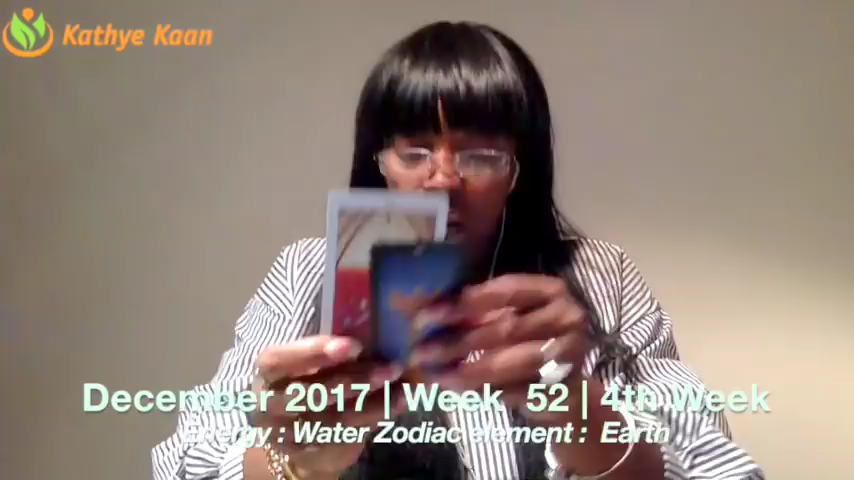 Kathye Kaan
December 2017 | Week 52 | 4th Week
Energy : Water Zodiac element : Earth